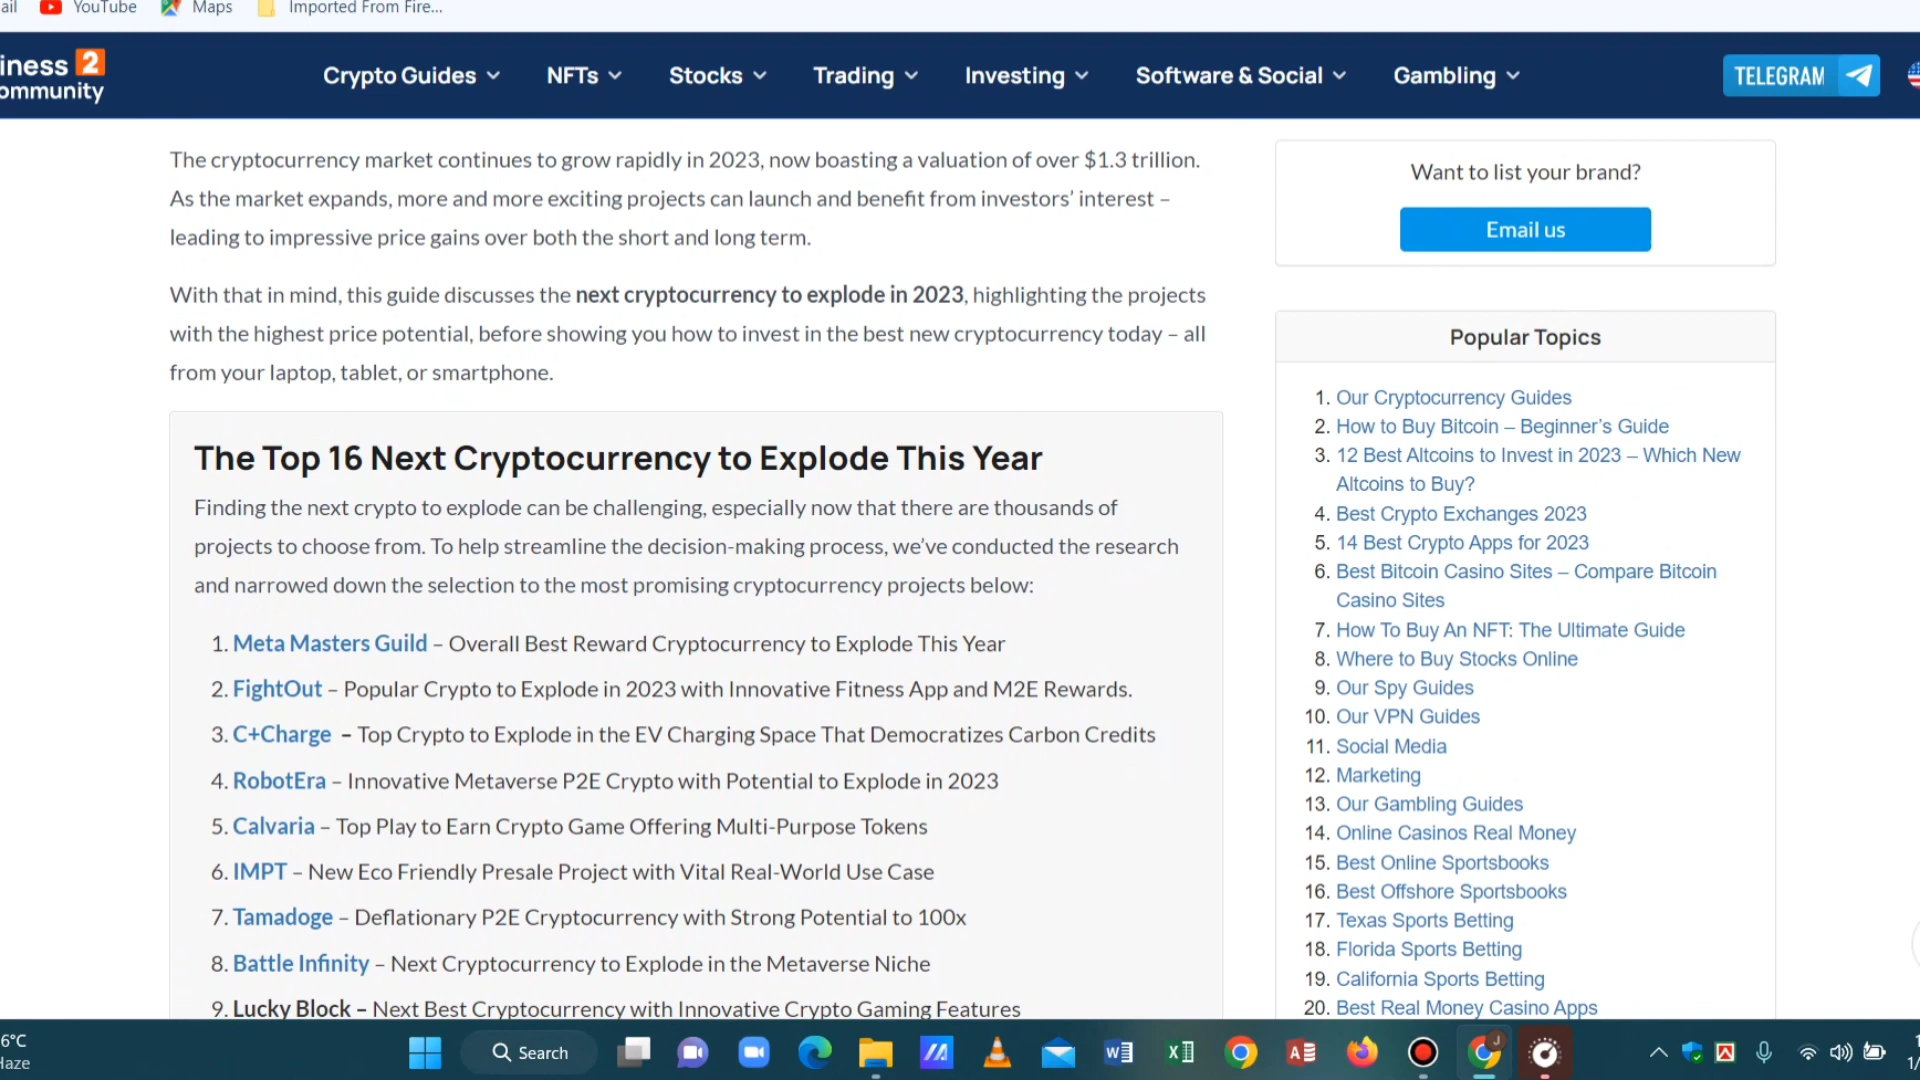 ail YouTube Maps Imported From Fire...
iness 2
ommunity
Crypto Guides NFTs Stocks Trading Investing Software & Social Gambling TELEGRAM
The cryptocurrency market continues to grow rapidly in 2023, now boasting a valuation of over $1.3 trillion.
As the market expands, more and more exciting projects can launch and benefit from investors’ interest –
leading to impressive price gains over both the short and long term.
With that in mind, this guide discusses the next cryptocurrency to explode in 2023, highlighting the projects
with the highest price potential, before showing you how to invest in the best new cryptocurrency today – all
from your laptop, tablet, or smartphone.
The Top 16 Next Cryptocurrency to Explode This Year
Finding the next crypto to explode can be challenging, especially now that there are thousands of
projects to choose from. To help streamline the decision-making process, we’ve conducted the research
and narrowed down the selection to the most promising cryptocurrency projects below:
1. Meta Masters Guild – Overall Best Reward Cryptocurrency to Explode This Year
2. FightOut – Popular Crypto to Explode in 2023 with Innovative Fitness App and M2E Rewards.
3. C+Charge – Top Crypto to Explode in the EV Charging Space That Democratizes Carbon Credits
4. RobotEra – Innovative Metaverse P2E Crypto with Potential to Explode in 2023
5. Calvaria – Top Play to Earn Crypto Game Offering Multi-Purpose Tokens
6. IMPT – New Eco Friendly Presale Project with Vital Real-World Use Case
7. Tamadoge – Deflationary P2E Cryptocurrency with Strong Potential to 100x
8. Battle Infinity – Next Cryptocurrency to Explode in the Metaverse Niche
9. Lucky Block – Next Best Cryptocurrency with Innovative Crypto Gaming Features
Want to list your brand?
Email us
Popular Topics
1. Our Cryptocurrency Guides
2. How to Buy Bitcoin – Beginner’s Guide
3. 12 Best Altcoins to Invest in 2023 – Which New
Altcoins to Buy?
4. Best Crypto Exchanges 2023
5. 14 Best Crypto Apps for 2023
6. Best Bitcoin Casino Sites – Compare Bitcoin
Casino Sites
7. How To Buy An NFT: The Ultimate Guide
8. Where to Buy Stocks Online
9. Our Spy Guides
10. Our VPN Guides
11. Social Media
12. Marketing
13. Our Gambling Guides
14. Online Casinos Real Money
15. Best Online Sportsbooks
16. Best Offshore Sportsbooks
17. Texas Sports Betting
18. Florida Sports Betting
19. California Sports Betting
20. Best Real Money Casino Apps
6°C
Haze
Search